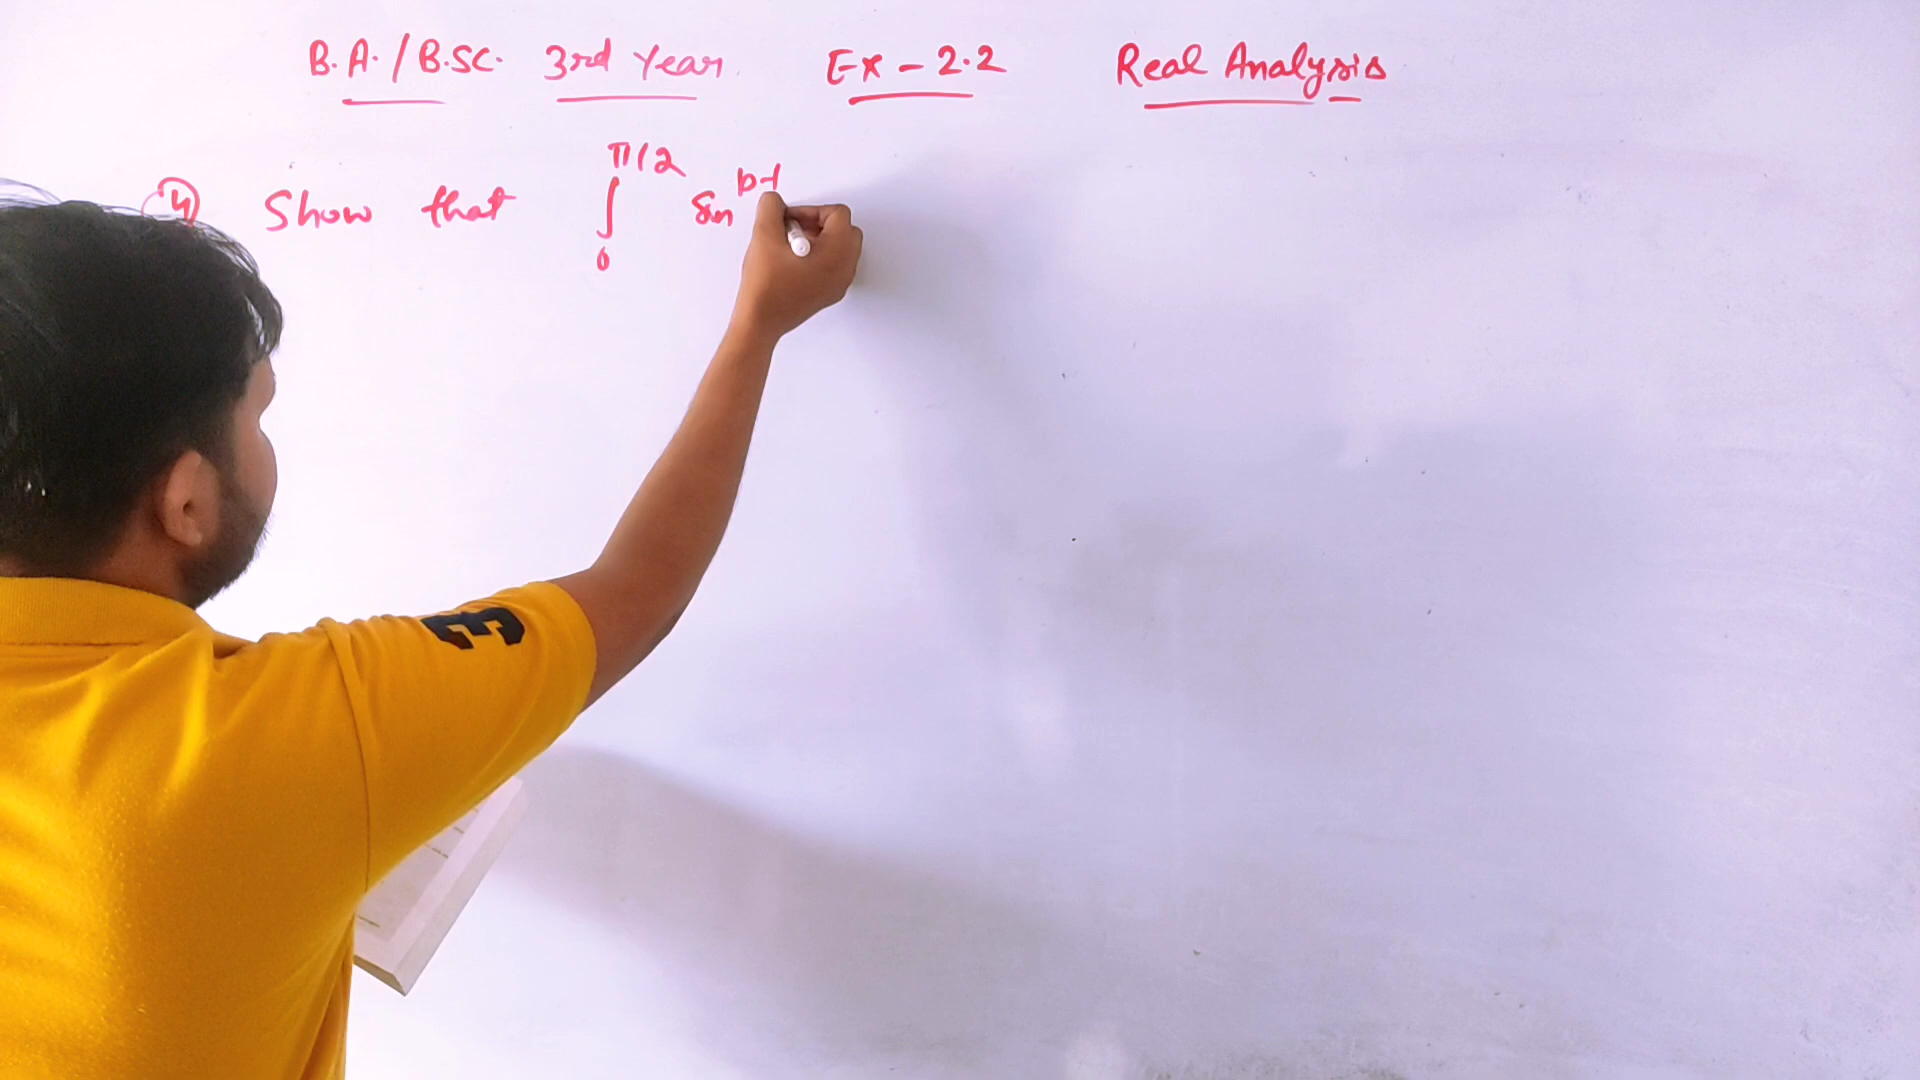 B.A./B.SC. 3rd Year Ex - 2.2 Real Analysis
④ Show that ∫₀^{π/2} Sin^{p-1}